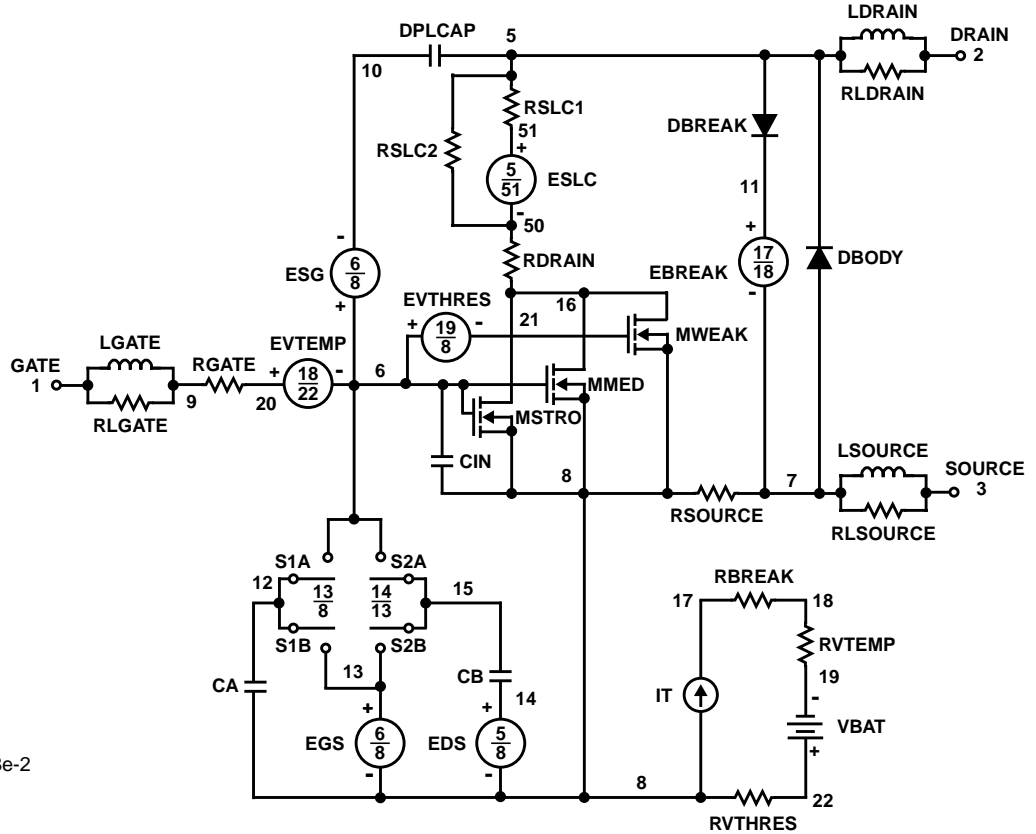 LDRAIN
DPLCAP 5 DRAIN
10 2
RLDRAIN
RSLC1
DBREAK
51
+
RSLC2
5
51
ESLC
11
-
50
-
+
RDRAIN
17
18
EBREAK
DBODY
ESG
6
8
EVTHRES
16
-
+
+
19
8
-
21
MWEAK
LGATE
EVTEMP
GATE
1
RGATE
+
18
22
-
6
MMED
9
20
RLGATE
MSTRO
LSOURCE
CIN
8
7
SOURCE
3
RSOURCE
RLSOURCE
S1A
S2A
12
13
8
14
13
15
RBREAK
17
18
S1B
S2B
RVTEMP
13
CB
19
CA
14
IT
-
+
+
VBAT
EGS
6
8
EDS
5
8
+
-
-
e-2
8
22
RVTHRES